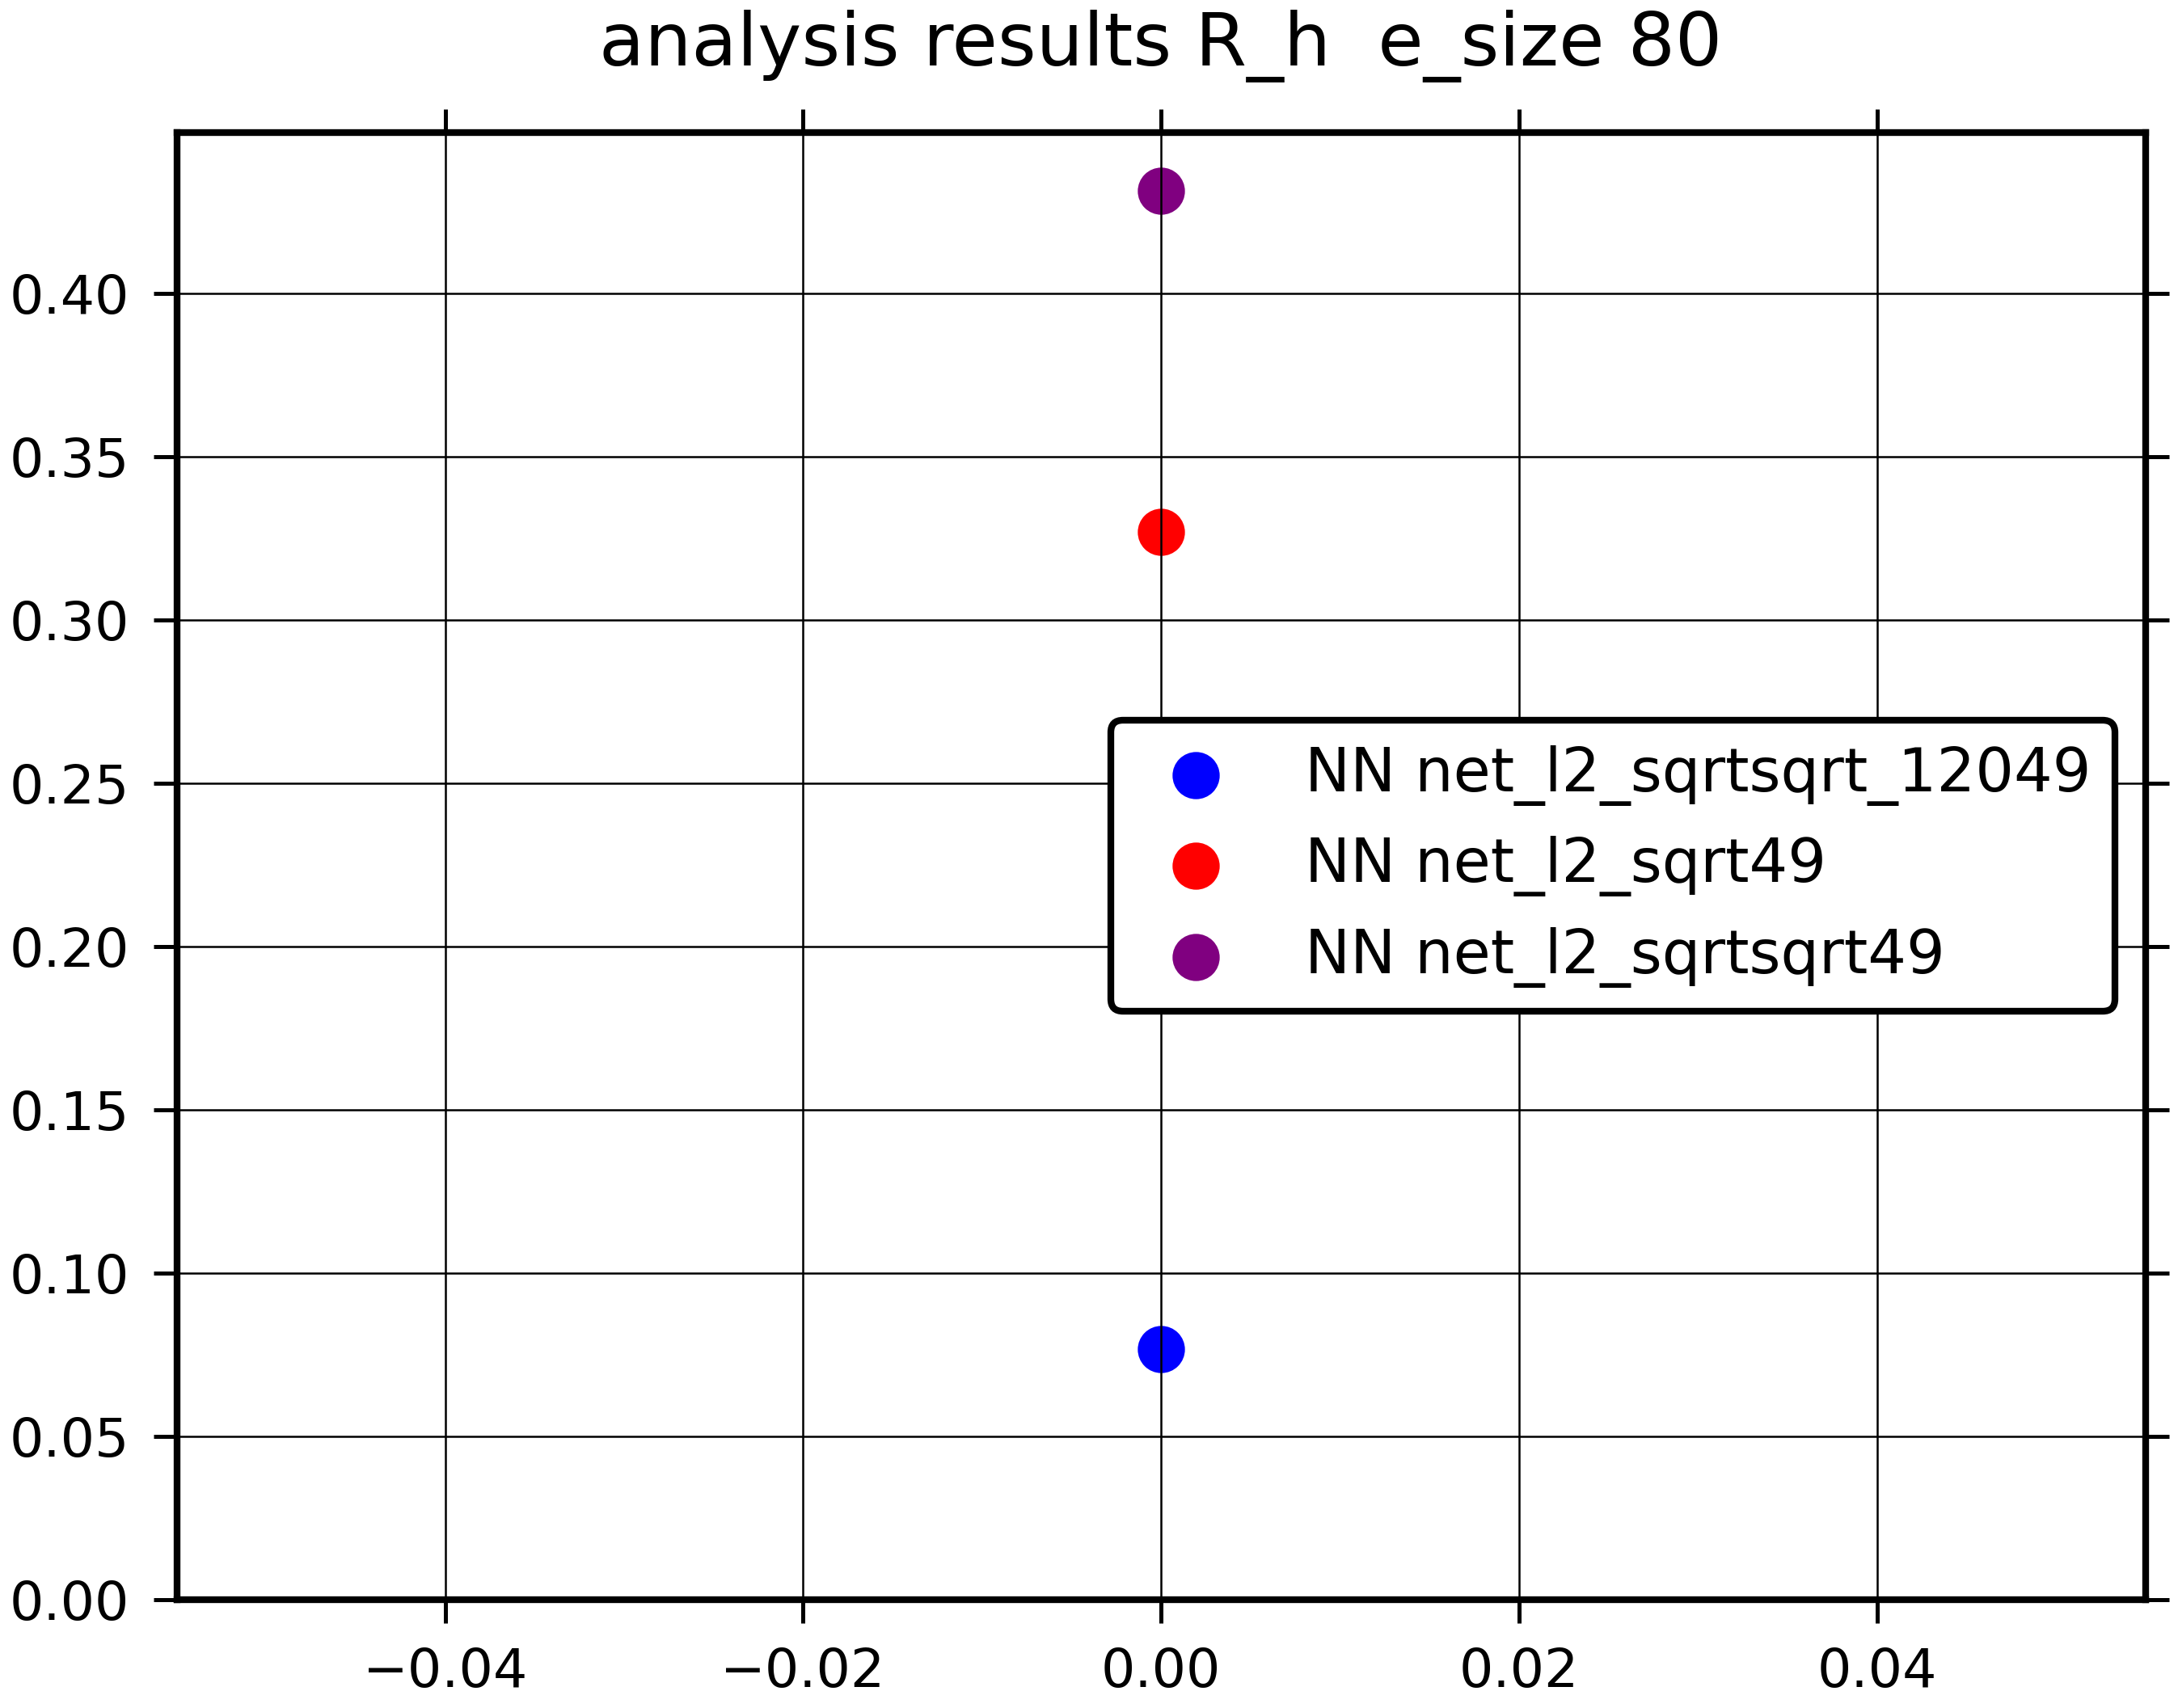 analysis results R_h  e_size 80
0.40
0.35
0.30
0.25
0.20
0.15
0.10
0.05
0.00
NN net_l2_sqrtsqrt_12049
NN net_l2_sqrt49
NN net_l2_sqrtsqrt49
−0.04 −0.02 0.00 0.02 0.04